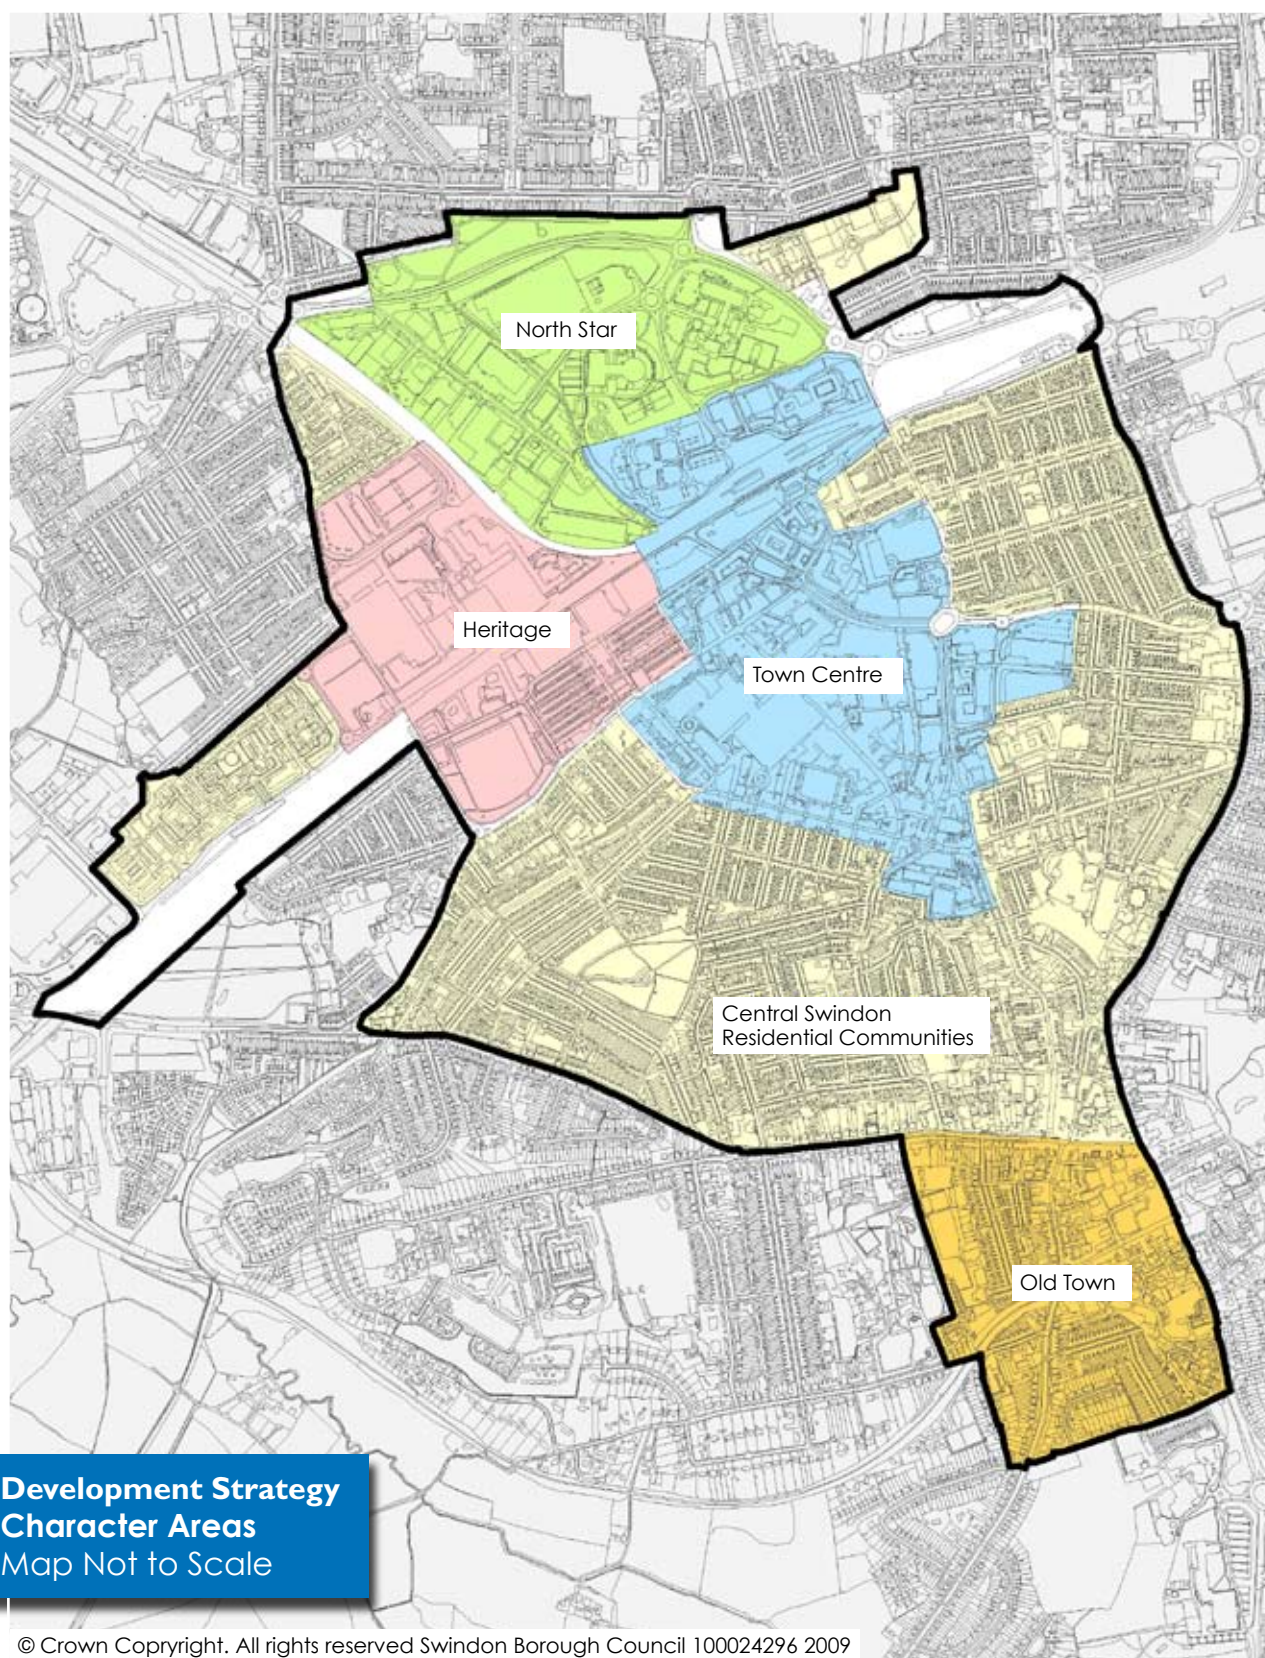 North Star
Heritage
Town Centre
Central Swindon
Residential Communities
Old Town
Development Strategy
Character Areas
Map Not to Scale
© Crown Copryright. All rights reserved Swindon Borough Council 100024296 2009